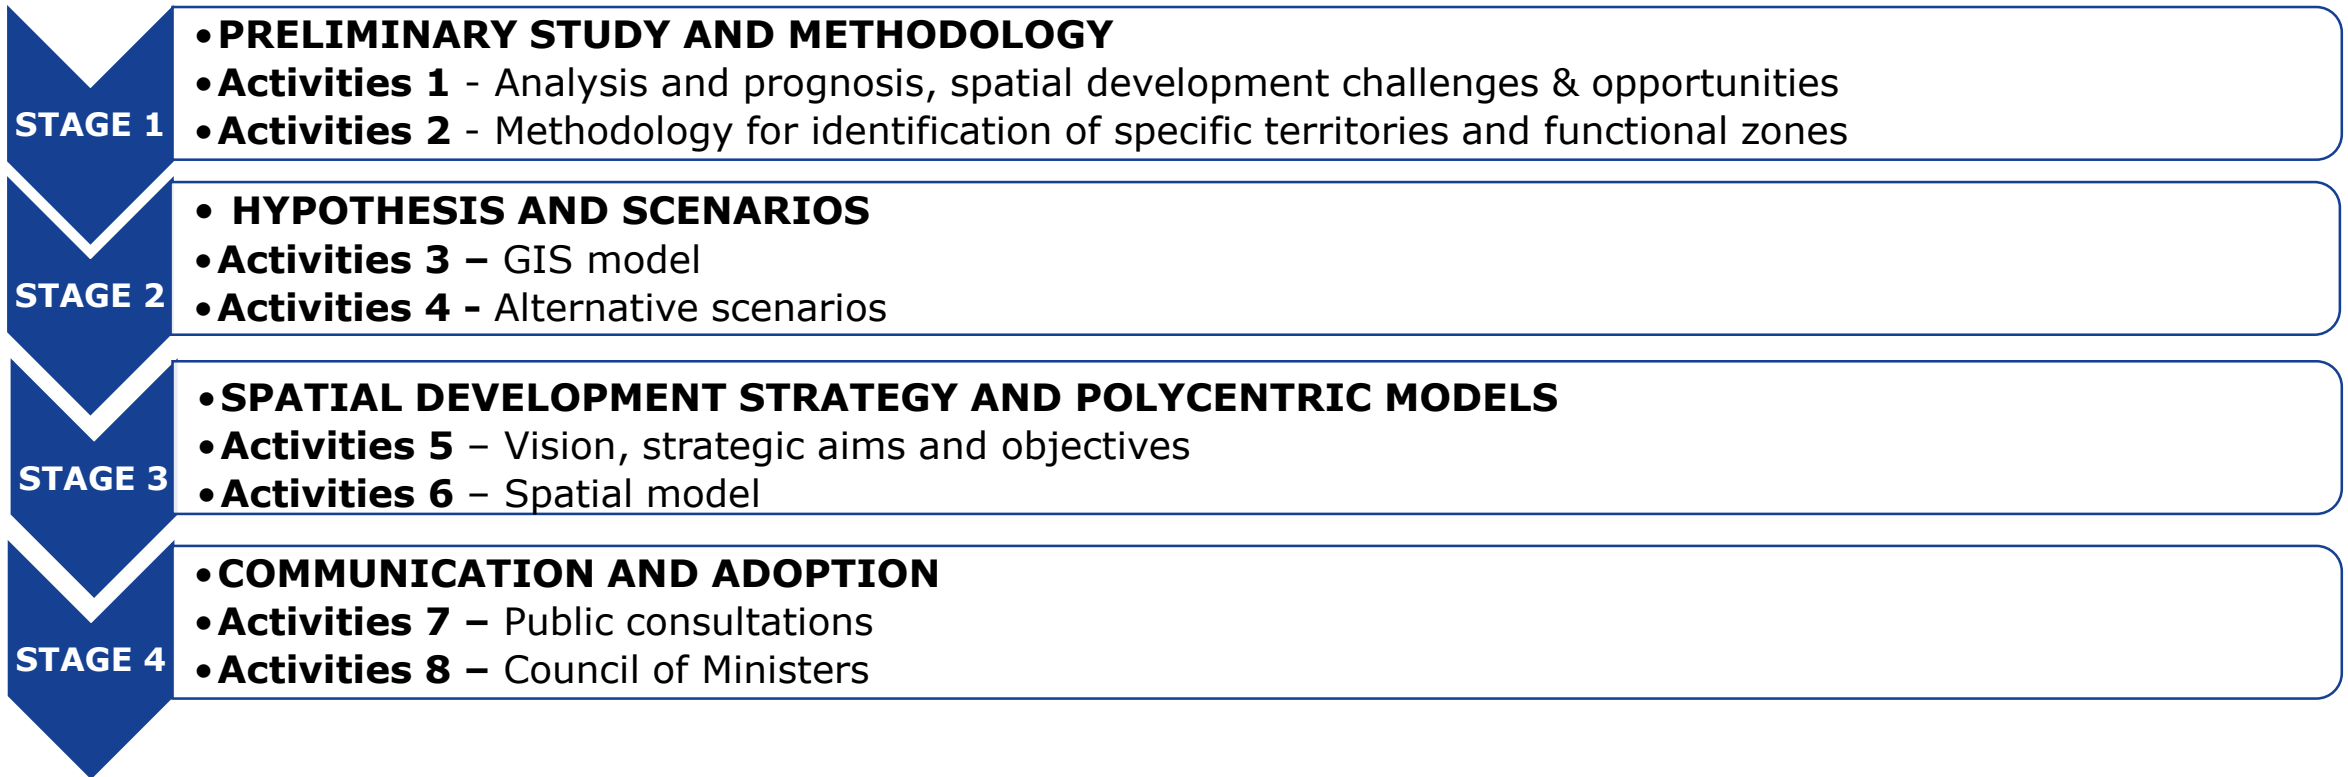 STAGE 1
•PRELIMINARY STUDY AND METHODOLOGY
•Activities 1 - Analysis and prognosis, spatial development challenges & opportunities
•Activities 2 - Methodology for identification of specific territories and functional zones
STAGE 2
• HYPOTHESIS AND SCENARIOS
•Activities 3 – GIS model
•Activities 4 - Alternative scenarios
STAGE 3
•SPATIAL DEVELOPMENT STRATEGY AND POLYCENTRIC MODELS
•Activities 5 – Vision, strategic aims and objectives
•Activities 6 – Spatial model
STAGE 4
•COMMUNICATION AND ADOPTION
•Activities 7 – Public consultations
•Activities 8 – Council of Ministers